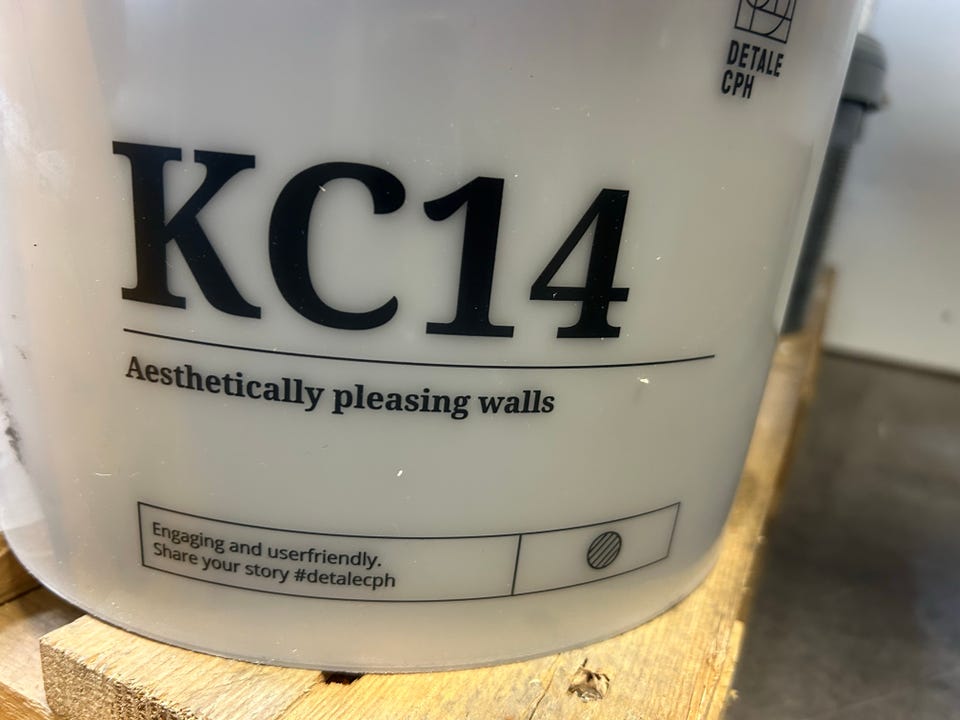 DETALE
CPH
KC14
Aesthetically pleasing walls
Engaging and userfriendly.
Share your story #detalecph